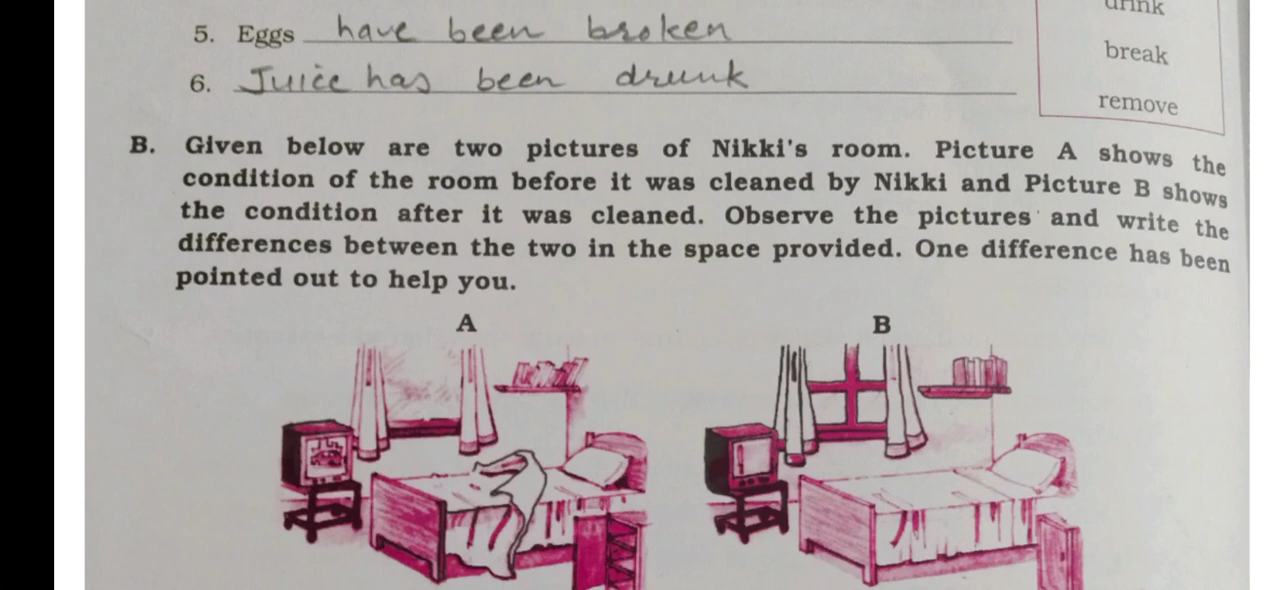 drink
5. Eggs have been broken
break
6. Juice has been drunk
remove
B. Given below are two pictures of Nikki's room. Picture A shows the
condition of the room before it was cleaned by Nikki and Picture B shows
the condition after it was cleaned. Observe the pictures and write the
differences between the two in the space provided. One difference has been
pointed out to help you.
A B